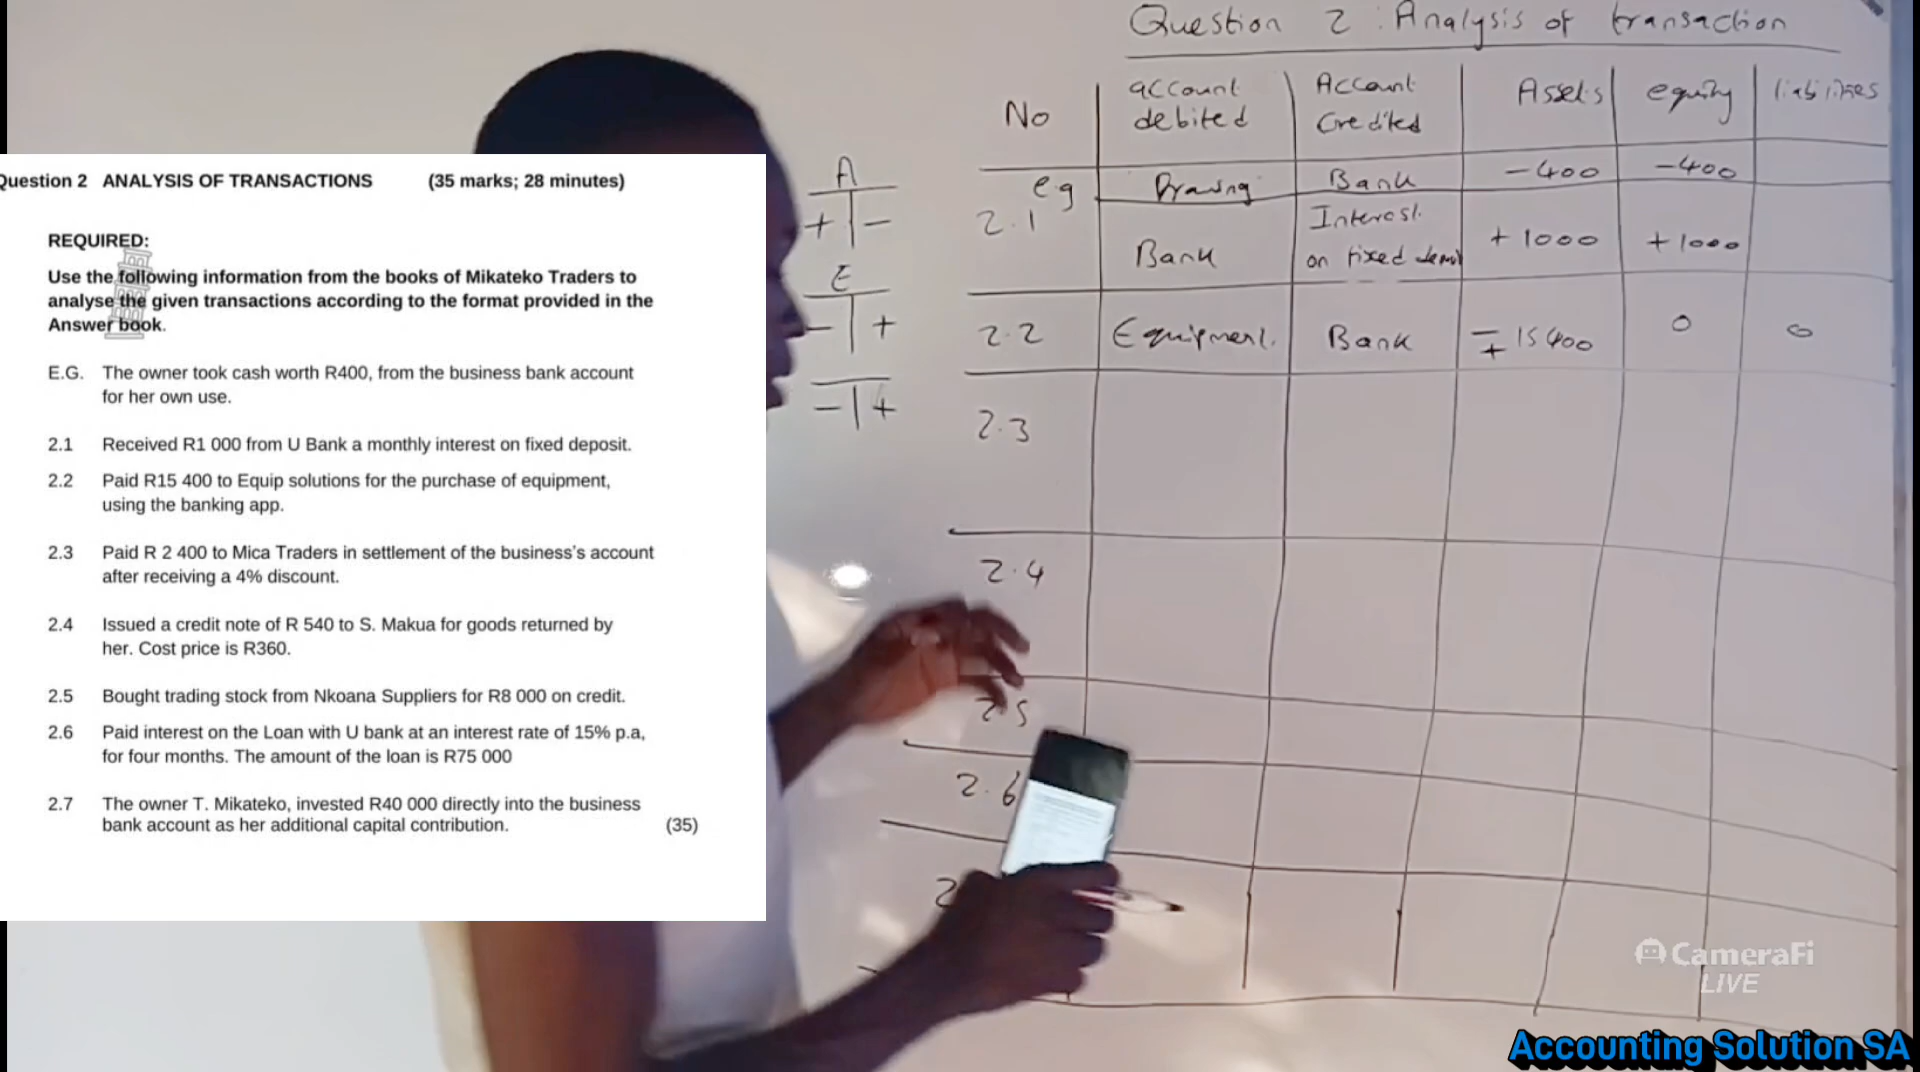 Question 2 : Analysis of transaction
No
account debited
Account Credited
Assets
equity
liabilities
eg
Drawing
Bank
-400
-400
2.1
Bank
Interest
on fixed
+1000
+1000
2.2
Equipment
Bank
∓ 15 400
0
0
2.3
2.4
2.5
2.6
2
A
+ | -
E
- | +
- | +
Question 2 ANALYSIS OF TRANSACTIONS (35 marks; 28 minutes)
REQUIRED:
Use the following information from the books of Mikateko Traders to
analyse the given transactions according to the format provided in the
Answer book.
E.G. The owner took cash worth R400, from the business bank account
for her own use.
2.1 Received R1 000 from U Bank a monthly interest on fixed deposit.
2.2 Paid R15 400 to Equip solutions for the purchase of equipment,
using the banking app.
2.3 Paid R 2 400 to Mica Traders in settlement of the business's account
after receiving a 4% discount.
2.4 Issued a credit note of R 540 to S. Makua for goods returned by
her. Cost price is R360.
2.5 Bought trading stock from Nkoana Suppliers for R8 000 on credit.
2.6 Paid interest on the Loan with U bank at an interest rate of 15% p.a,
for four months. The amount of the loan is R75 000
2.7 The owner T. Mikateko, invested R40 000 directly into the business
bank account as her additional capital contribution. (35)
CameraFi
LIVE
Accounting Solution SA